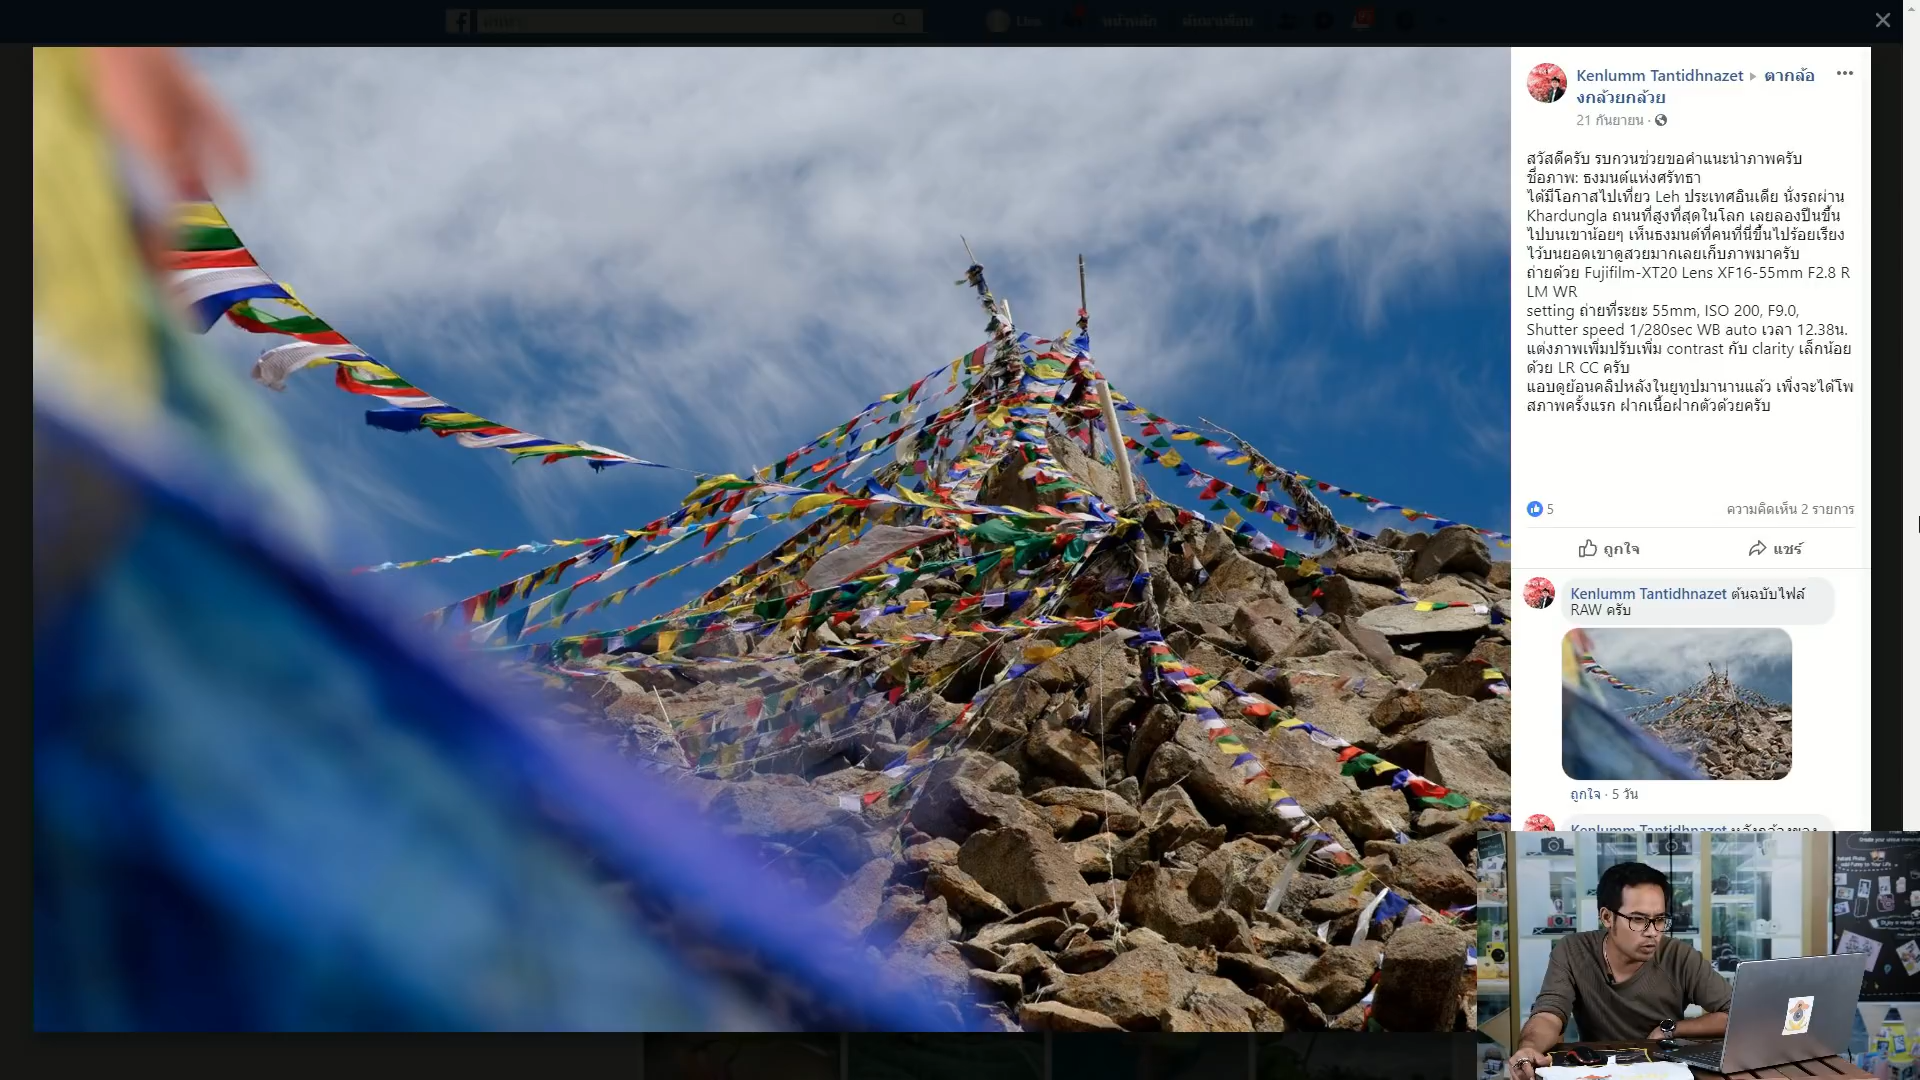 หน้าหลัก
Kenlumm Tantidhnazet ▸ ตากล้อ
งกล้วยกล้วย
21 กันยายน ·
สวัสดีครับ รบกวนช่วยขอคำแนะนำภาพครับ
ชื่อภาพ: ธงมนต์แห่งศรัทธา
ได้มีโอกาสไปเที่ยว Leh ประเทศอินเดีย นั่งรถผ่าน
Khardungla ถนนที่สูงที่สุดในโลก เลยลองปีนขึ้น
ไปบนเขาน้อยๆ เห็นธงมนต์ที่คนที่นี่ขึ้นไปร้อยเรียง
ไว้บนยอดเขาดูสวยมากเลยเก็บภาพมาครับ
ถ่ายด้วย Fujifilm-XT20 Lens XF16-55mm F2.8 R
LM WR
setting ถ่ายที่ระยะ 55mm, ISO 200, F9.0,
Shutter speed 1/280sec WB auto เวลา 12.38น.
แต่งภาพเพิ่มปรับเพิ่ม contrast กับ clarity เล็กน้อย
ด้วย LR CC ครับ
แอบดูย้อนคลิปหลังในยูทูปมานานแล้ว เพิ่งจะได้โพ
สภาพครั้งแรก ฝากเนื้อฝากตัวด้วยครับ
5
ความคิดเห็น 2 รายการ
ถูกใจ
แชร์
Kenlumm Tantidhnazet ต้นฉบับไฟล์
RAW ครับ
ถูกใจ · 5 วัน
Kenlumm Tantidhnazet